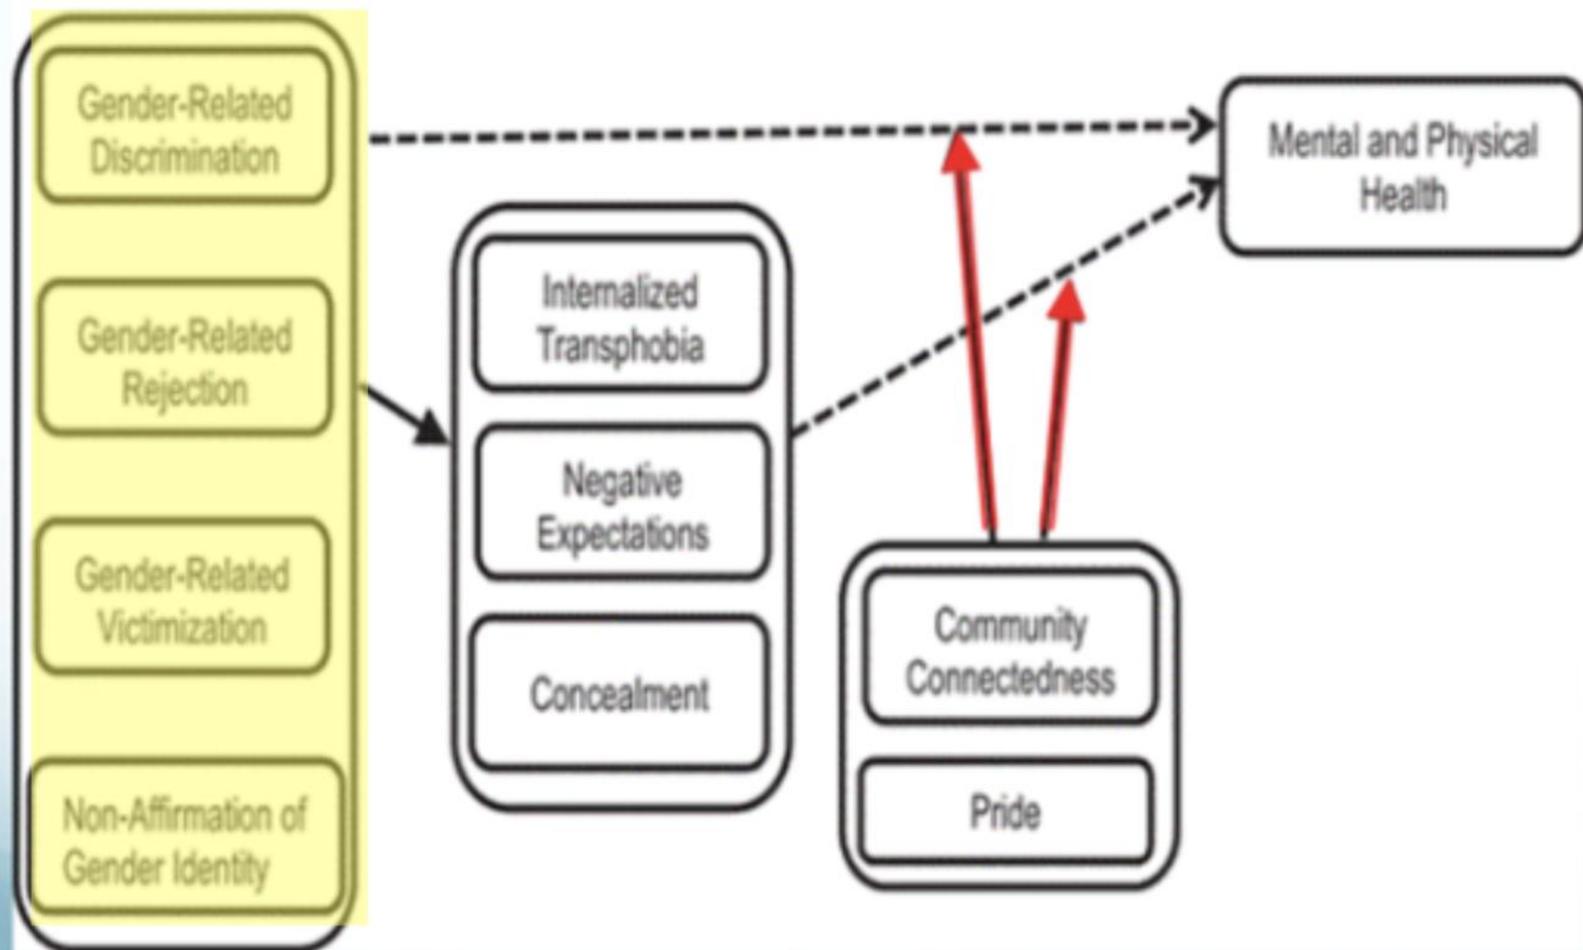 Gender-Related
Discrimination
Gender-Related
Rejection
Gender-Related
Victimization
Non-Affirmation of
Gender Identity
Internalized
Transphobia
Negative
Expectations
Concealment
Community
Connectedness
Pride
Mental and Physical
Health